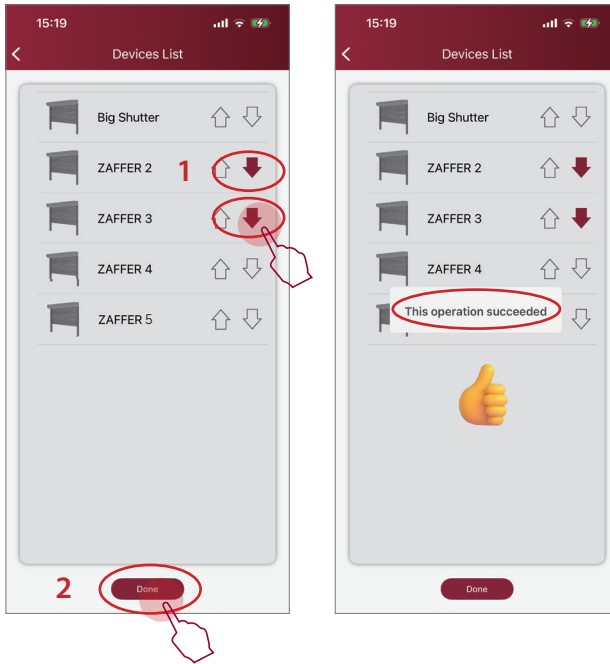 15:19
Devices List
Big Shutter
ZAFFER 2
1
ZAFFER 3
ZAFFER 4
ZAFFER 5
2
Done
15:19
Devices List
Big Shutter
ZAFFER 2
ZAFFER 3
ZAFFER 4
This operation succeeded
Done